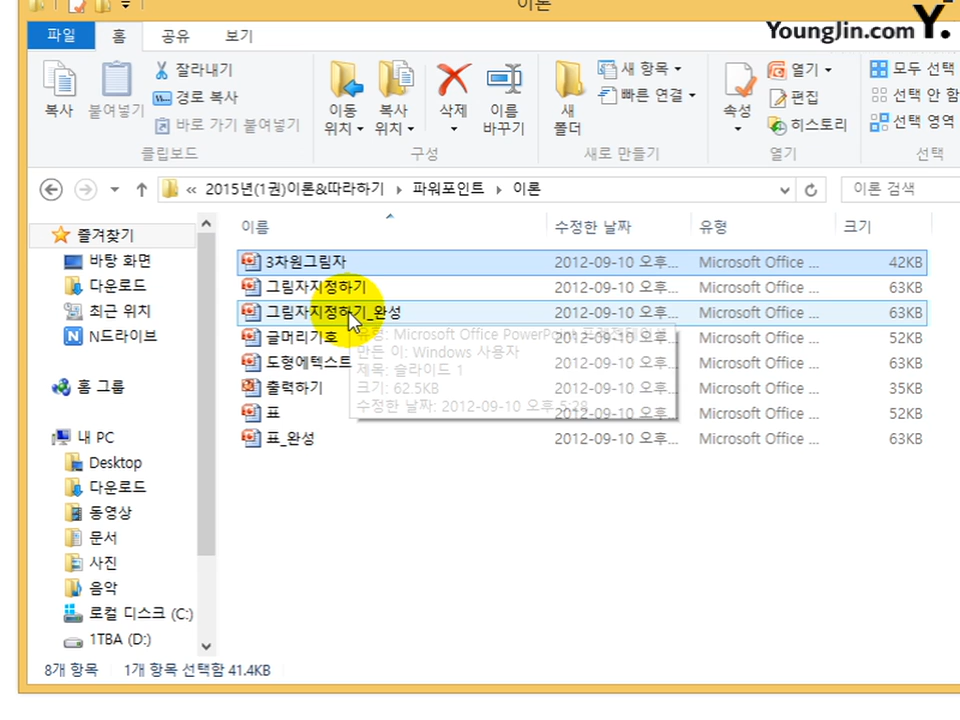 이론
Younglin.com Y.
파일 홈 공유 보기
복사
붙여넣기
잘라내기
경로 복사
바로 가기 붙여넣기
클립보드
이동
위치
복사
위치
삭제
이름
바꾸기
구성
새
폴더
새 항목
빠른 연결
새로 만들기
속성
열기
편집
히스토리
열기
모두 선택
선택 안 함
선택 영역
선택
« 2015년(1권)이론&따라하기 › 파워포인트 › 이론
이론 검색
즐겨찾기
바탕 화면
다운로드
최근 위치
N드라이브
홈 그룹
내 PC
Desktop
다운로드
동영상
문서
사진
음악
로컬 디스크 (C:)
1TBA (D:)
이름 수정한 날짜 유형 크기
3차원그림자 2012-09-10 오후... Microsoft Office ... 42KB
그림자지정하기 2012-09-10 오후... Microsoft Office ... 63KB
그림자지정하기_완성 2012-09-10 오후... Microsoft Office ... 63KB
글머리기호 2012-09-10 오후... Microsoft Office ... 52KB
도형에텍스트 2012-09-10 오후... Microsoft Office ... 63KB
출력하기 2012-09-10 오후... Microsoft Office ... 35KB
표 2012-09-10 오후... Microsoft Office ... 52KB
표_완성 2012-09-10 오후... Microsoft Office ... 63KB
유형: Microsoft Office PowerPoint
만든 이: Windows 사용자
제목: 슬라이드 1
크기: 62.5KB
수정한 날짜: 2012-09-10 오후 5:28
8개 항목 1개 항목 선택함 41.4KB